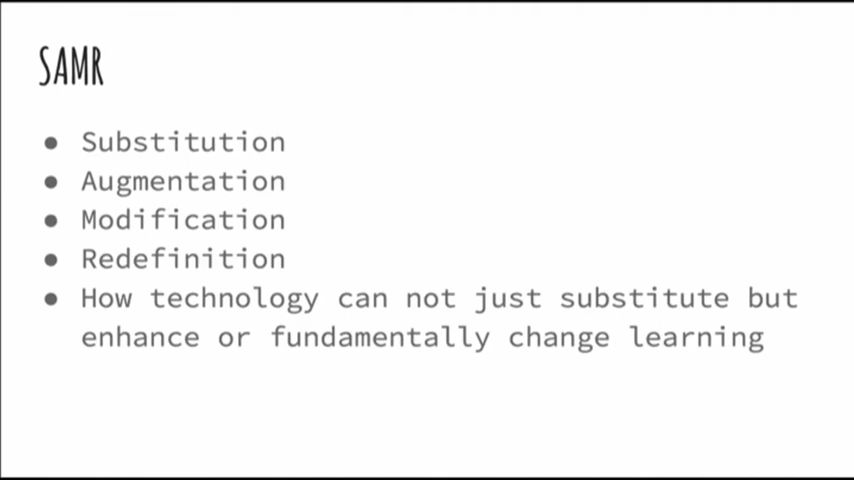 SAMR
● Substitution
● Augmentation
● Modification
● Redefinition
● How technology can not just substitute but
enhance or fundamentally change learning